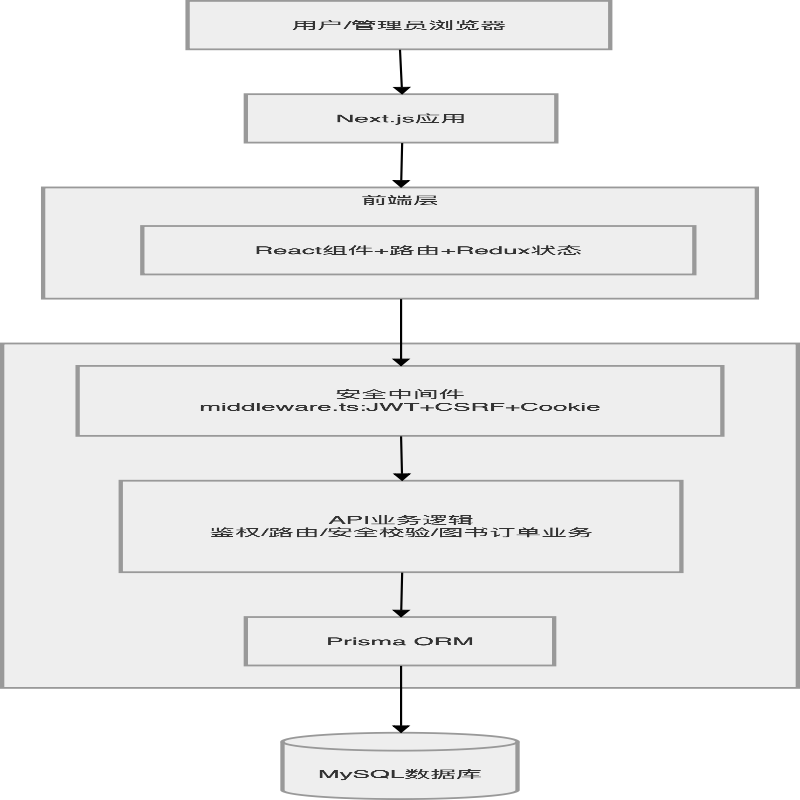 用户/管理员浏览器
Next.js应用
前端层
React组件+路由+Redux状态
安全中间件
middleware.ts:JWT+CSRF+Cookie
API业务逻辑
鉴权/路由/安全校验/图书订单业务
Prisma ORM
MySQL数据库